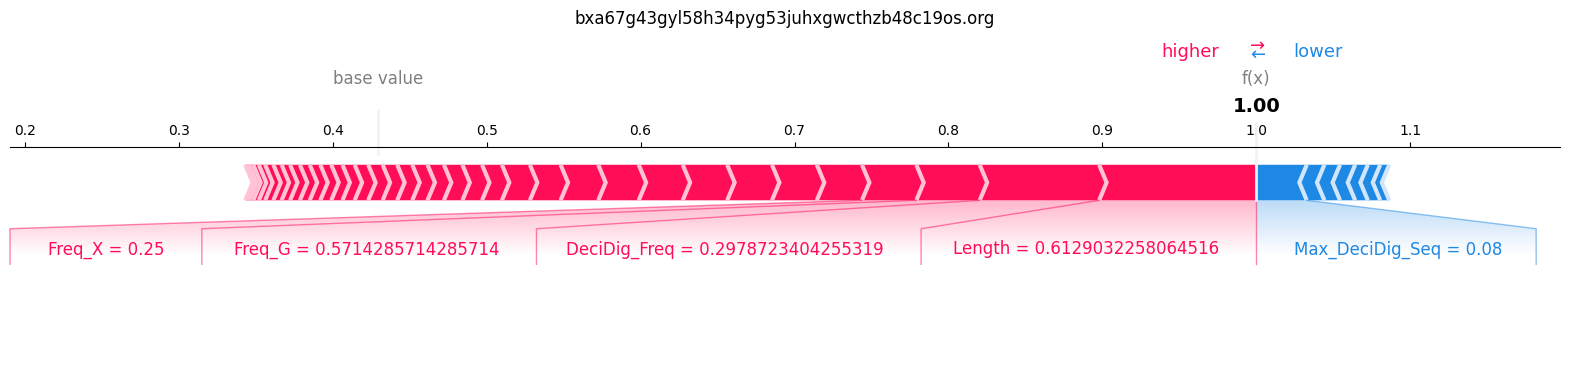 bxa67g43gyl58h34pyg53juhxgwcthzb48c19os.org
higher ⇄ lower
base value f(x)
1.00
0.2 0.3 0.4 0.5 0.6 0.7 0.8 0.9 1.0 1.1
Freq_X = 0.25 Freq_G = 0.5714285714285714 DeciDig_Freq = 0.2978723404255319 Length = 0.6129032258064516 Max_DeciDig_Seq = 0.08